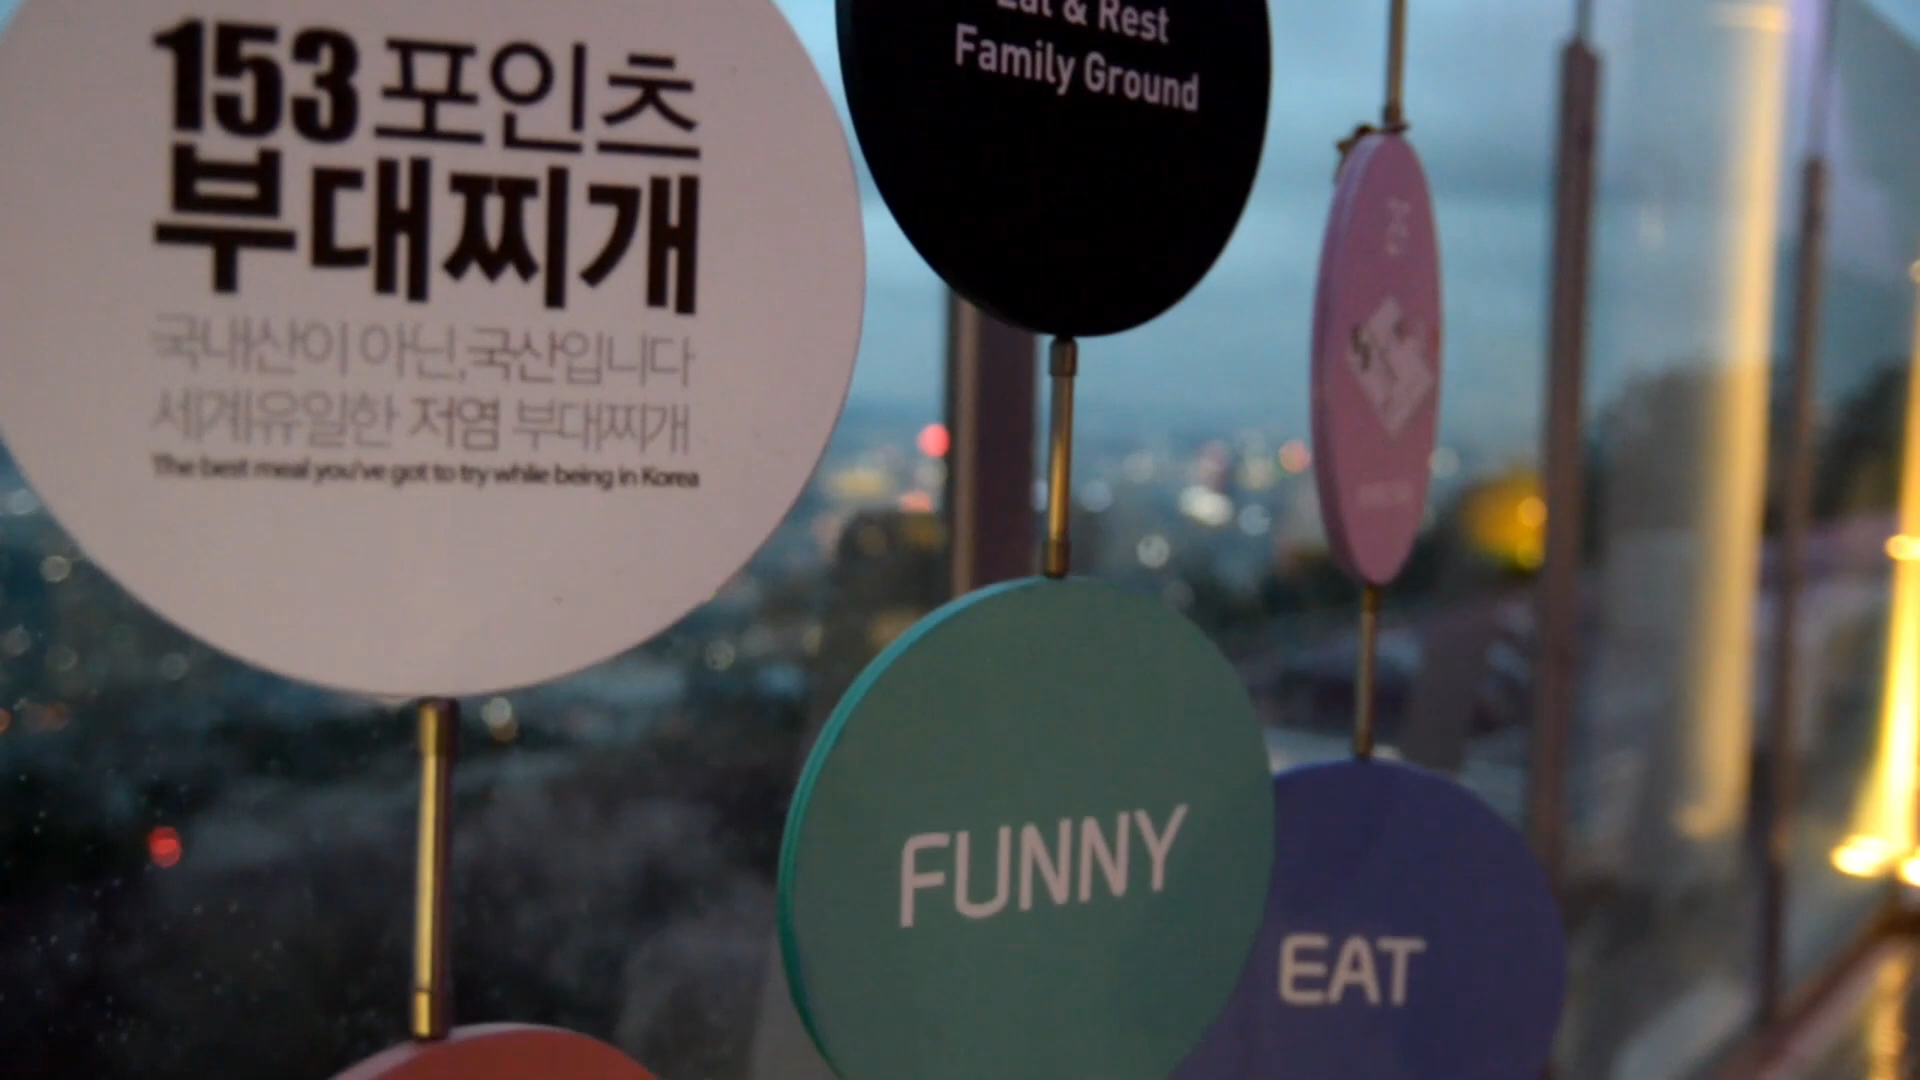 153 포인츠
부대찌개
국내산이 아닌, 국산입니다
세계유일한 저염 부대찌개
The best meal you've got to try while being in Korea
Eat & Rest
Family Ground
FUNNY
EAT